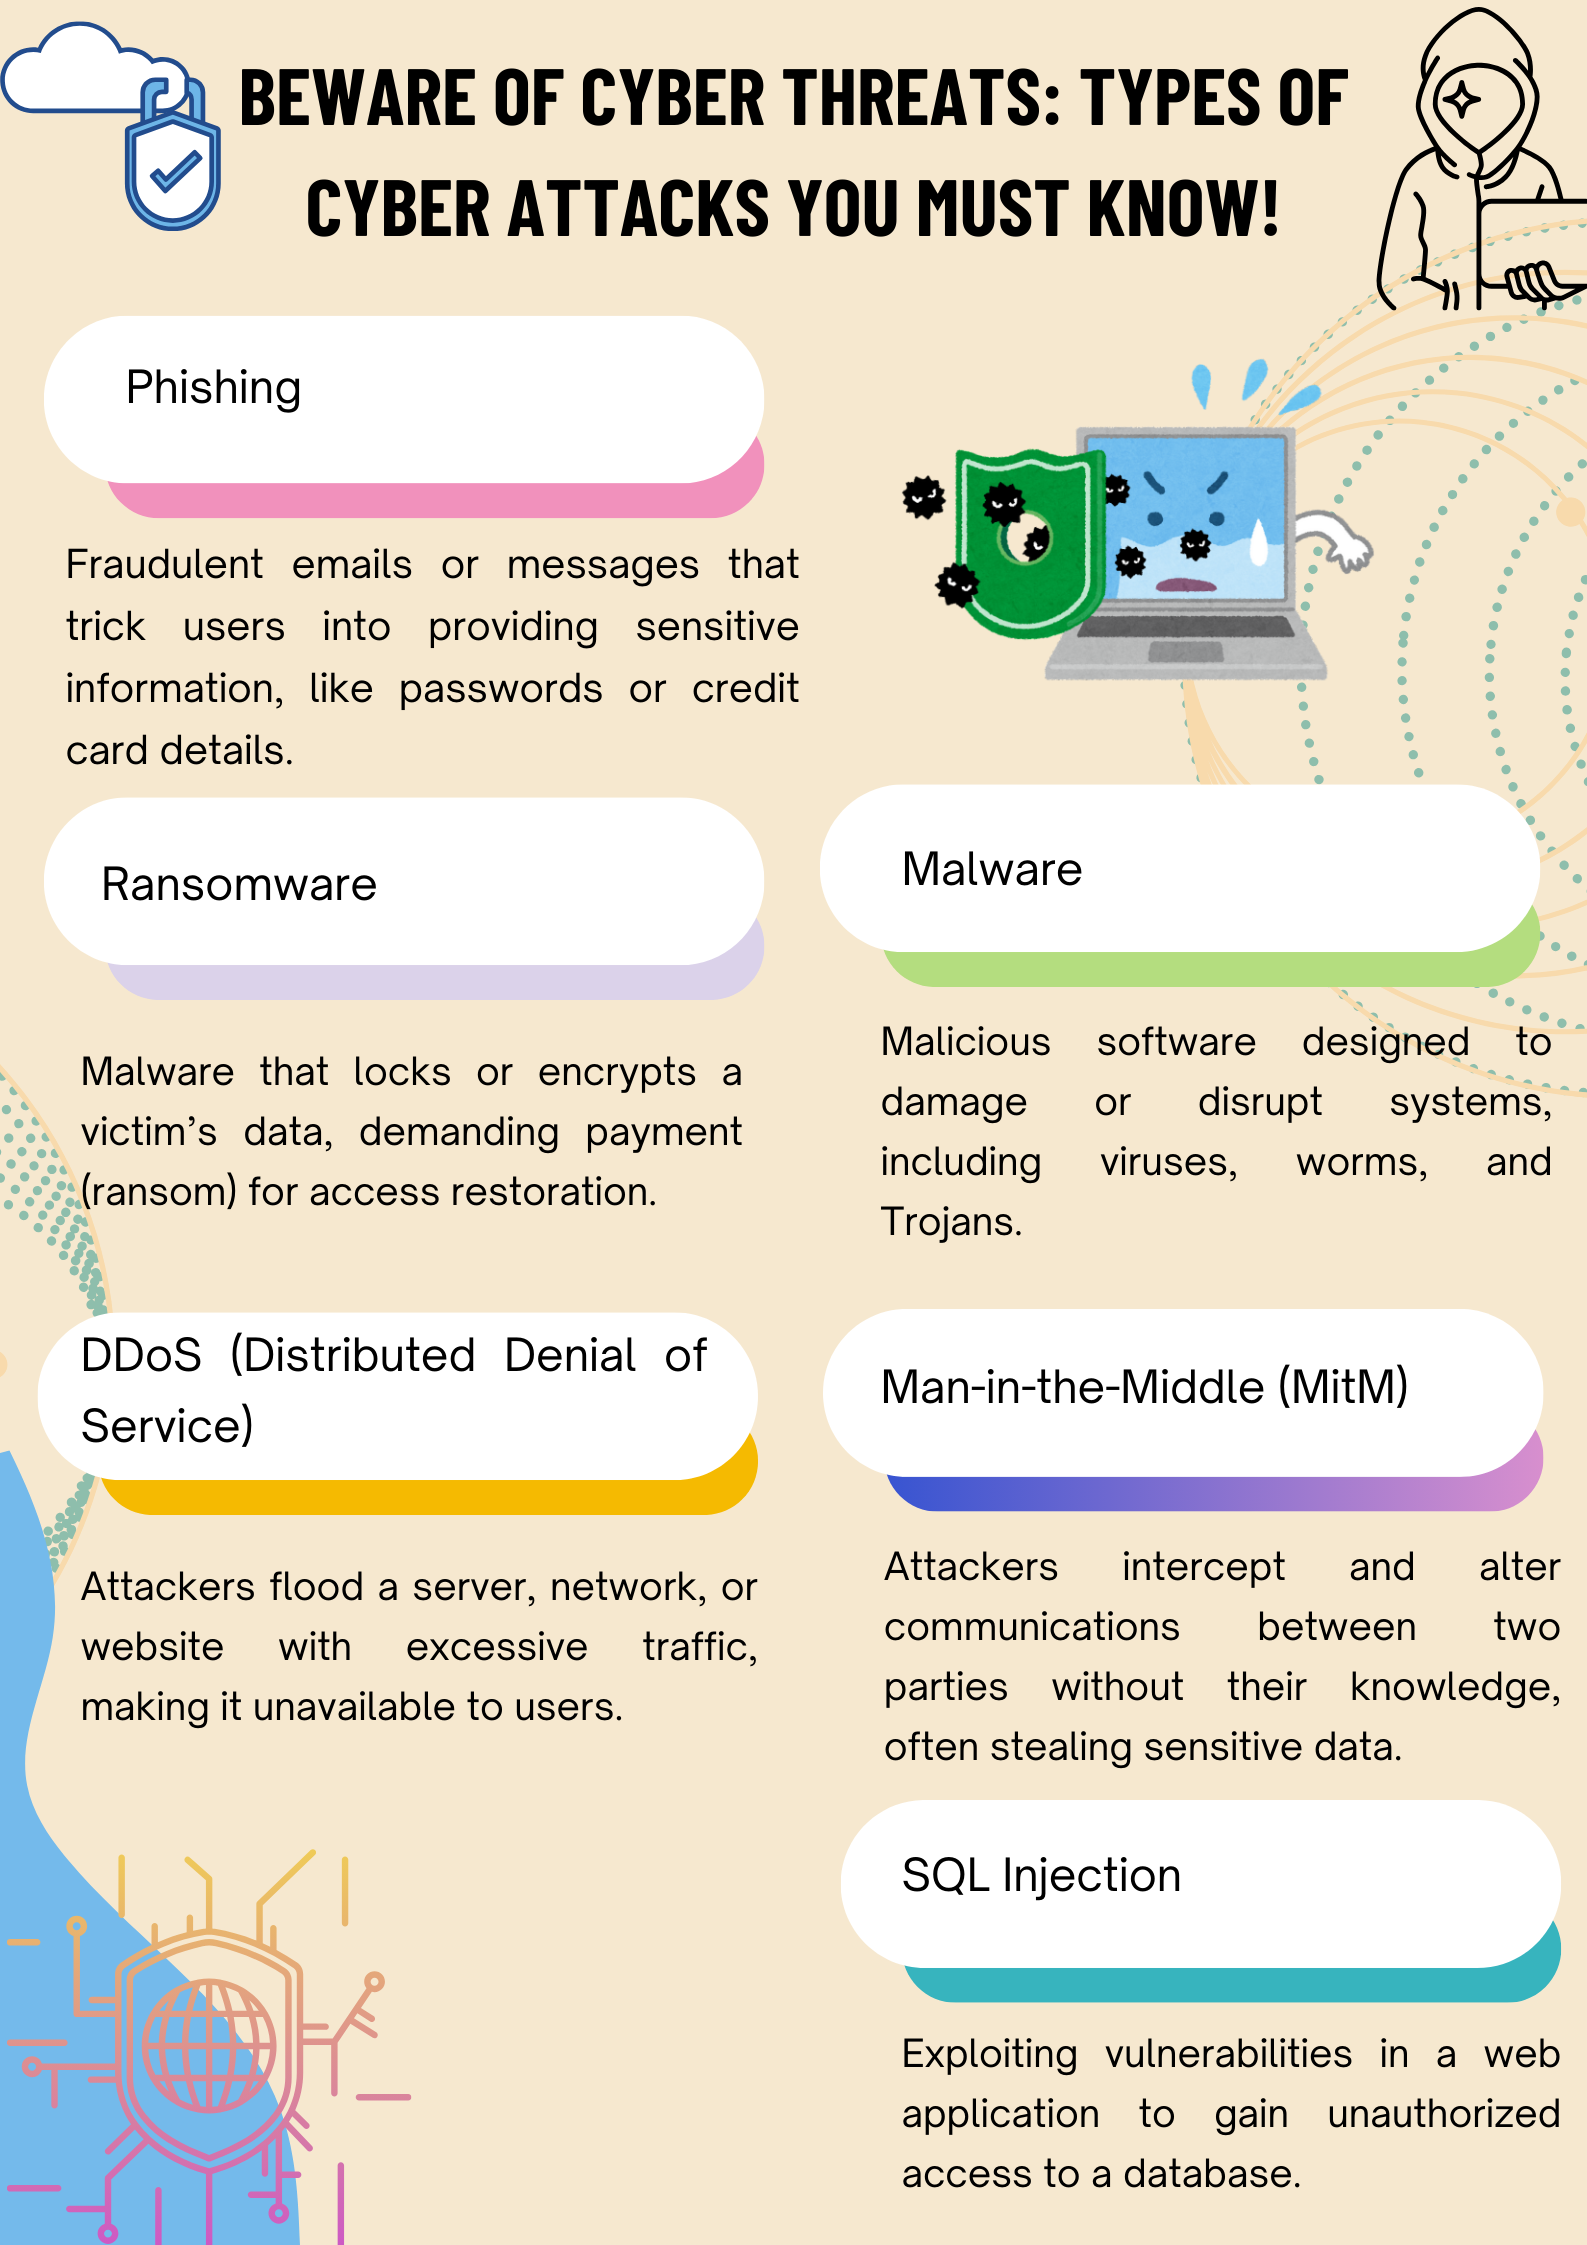 BEWARE OF CYBER THREATS: TYPES OF
CYBER ATTACKS YOU MUST KNOW!
Phishing
Fraudulent emails or messages that
trick users into providing sensitive
information, like passwords or credit
card details.
Ransomware
Malware that locks or encrypts a
victim’s data, demanding payment
(ransom) for access restoration.
Malware
Malicious software designed to
damage or disrupt systems,
including viruses, worms, and
Trojans.
DDoS (Distributed Denial of
Service)
Attackers flood a server, network, or
website with excessive traffic,
making it unavailable to users.
Man-in-the-Middle (MitM)
Attackers intercept and alter
communications between two
parties without their knowledge,
often stealing sensitive data.
SQL Injection
Exploiting vulnerabilities in a web
application to gain unauthorized
access to a database.